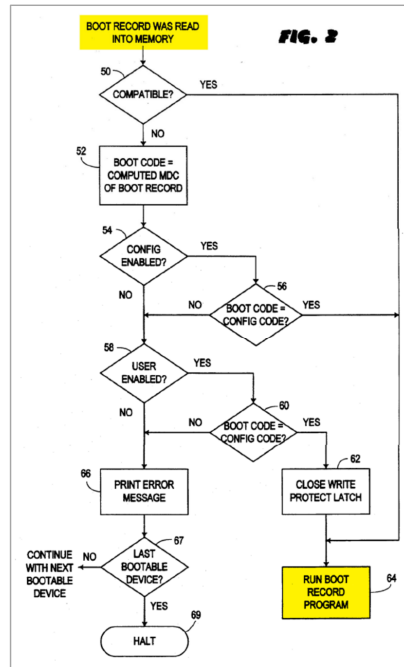 BOOT RECORD WAS READ
INTO MEMORY
FIG. 2
50
COMPATIBLE?
YES
NO
52
BOOT CODE =
COMPUTED MDC
OF BOOT RECORD
54
CONFIG
ENABLED?
YES
NO
56
BOOT CODE =
CONFIG CODE?
NO
YES
58
USER
ENABLED?
YES
NO
60
BOOT CODE =
CONFIG CODE?
NO
YES
62
CLOSE WRITE
PROTECT LATCH
66
PRINT ERROR
MESSAGE
67
LAST
BOOTABLE
DEVICE?
NO
CONTINUE
WITH NEXT
BOOTABLE
DEVICE
YES
64
RUN BOOT
RECORD
PROGRAM
69
HALT